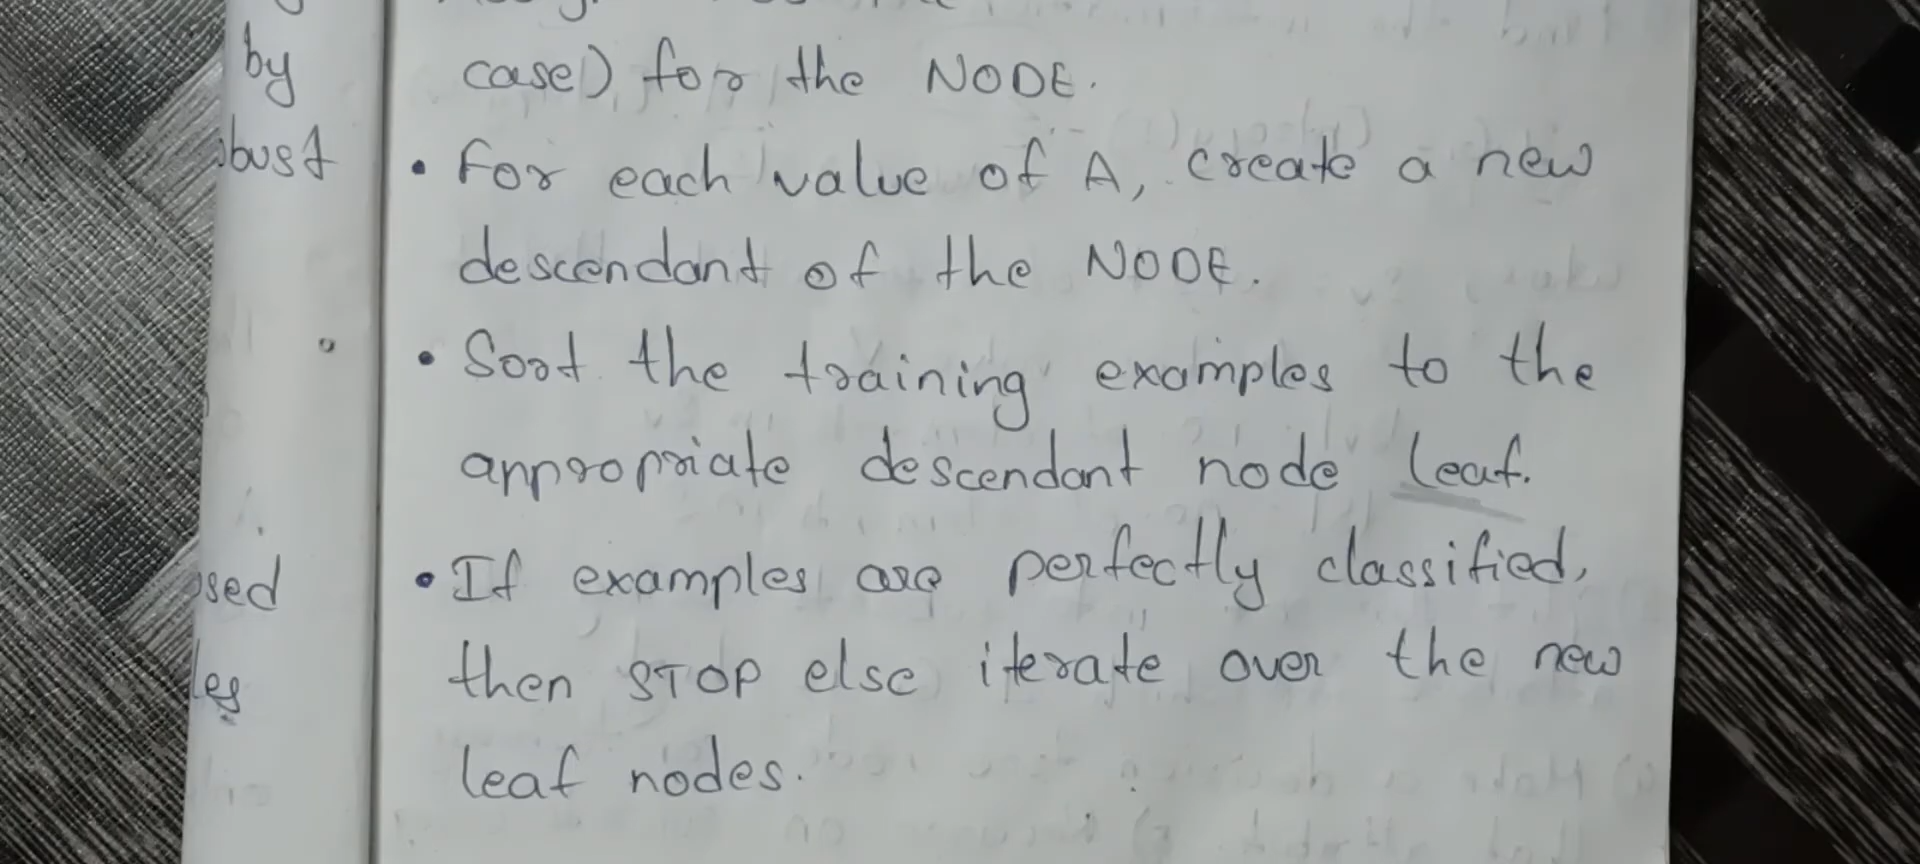 by
case) for the NODE.
bust
• For each value of A, create a new
descendant of the NODE.
• Sort the training examples to the
appropriate descendant node leaf.
sed
• If examples are perfectly classified,
then STOP else iterate over the new
les
leaf nodes.